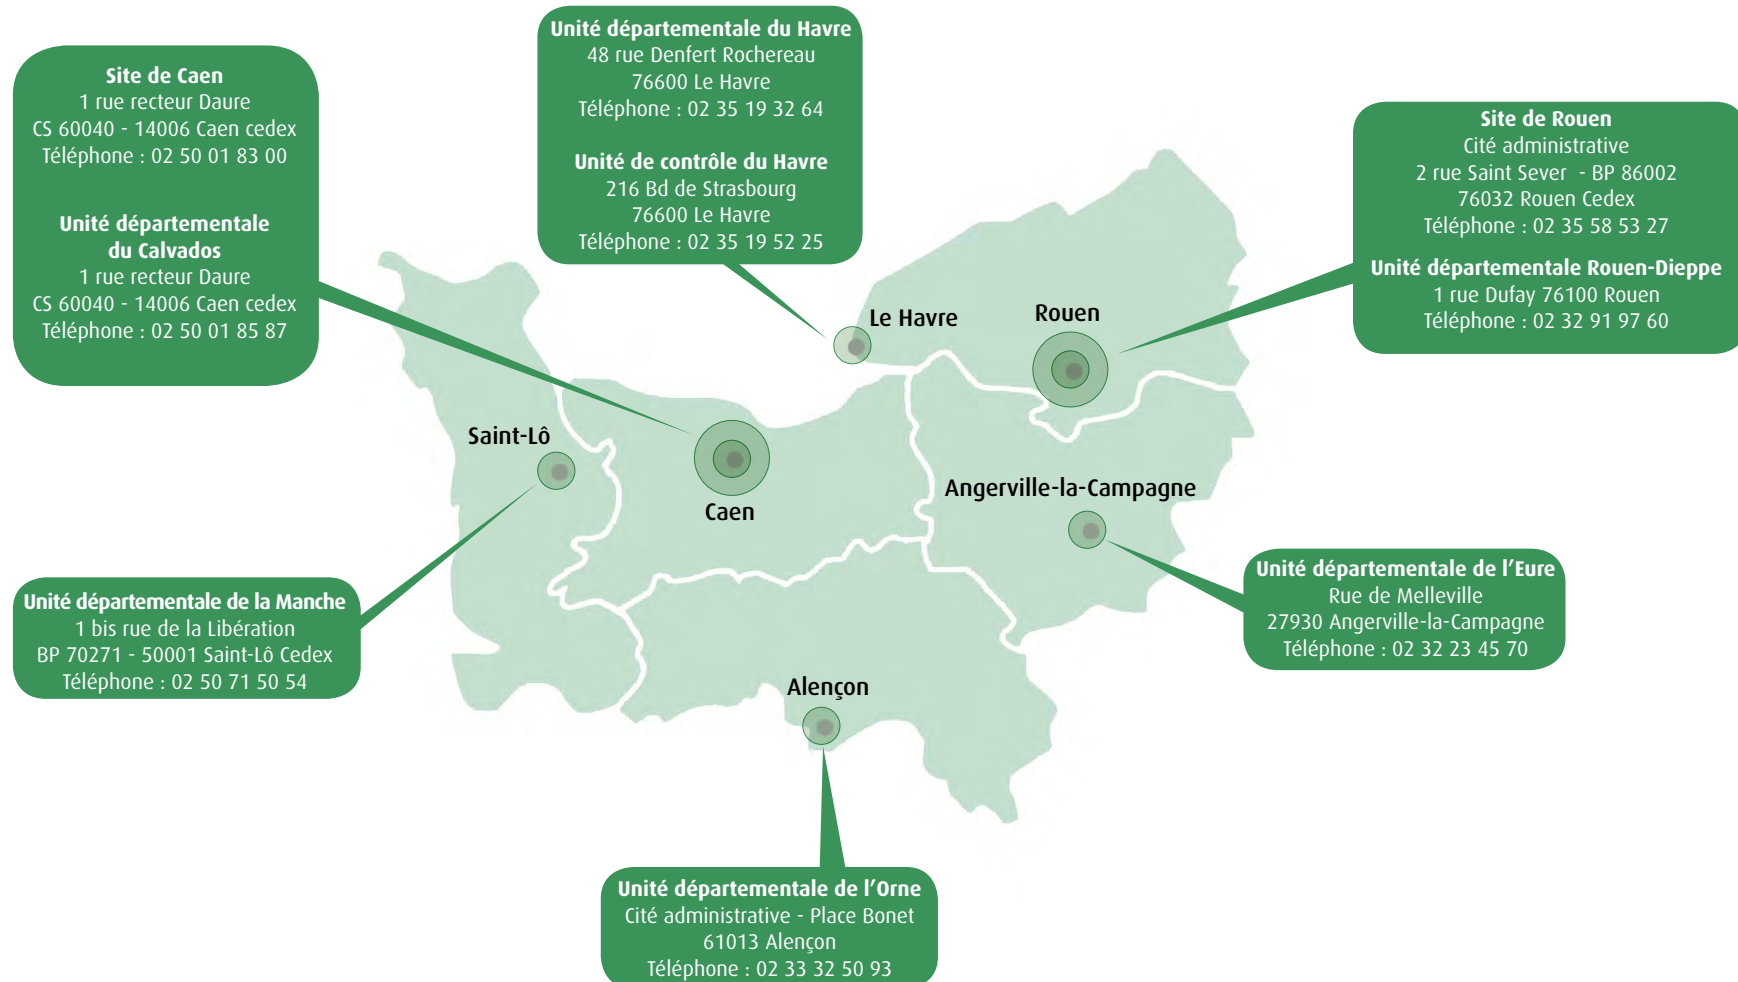 Site de Caen
1 rue recteur Daure
CS 60040 - 14006 Caen cedex
Téléphone : 02 50 01 83 00
Unité départementale
du Calvados
1 rue recteur Daure
CS 60040 - 14006 Caen cedex
Téléphone : 02 50 01 85 87
Unité départementale du Havre
48 rue Denfert Rochereau
76600 Le Havre
Téléphone : 02 35 19 32 64
Unité de contrôle du Havre
216 Bd de Strasbourg
76600 Le Havre
Téléphone : 02 35 19 52 25
Site de Rouen
Cité administrative
2 rue Saint Sever - BP 86002
76032 Rouen Cedex
Téléphone : 02 35 58 53 27
Unité départementale Rouen-Dieppe
1 rue Dufay 76100 Rouen
Téléphone : 02 32 91 97 60
Le Havre
Rouen
Saint-Lô
Caen
Angerville-la-Campagne
Alençon
Unité départementale de la Manche
1 bis rue de la Libération
BP 70271 - 50001 Saint-Lô Cedex
Téléphone : 02 50 71 50 54
Unité départementale de l'Eure
Rue de Melleville
27930 Angerville-la-Campagne
Téléphone : 02 32 23 45 70
Unité départementale de l'Orne
Cité administrative - Place Bonet
61013 Alençon
Téléphone : 02 33 32 50 93